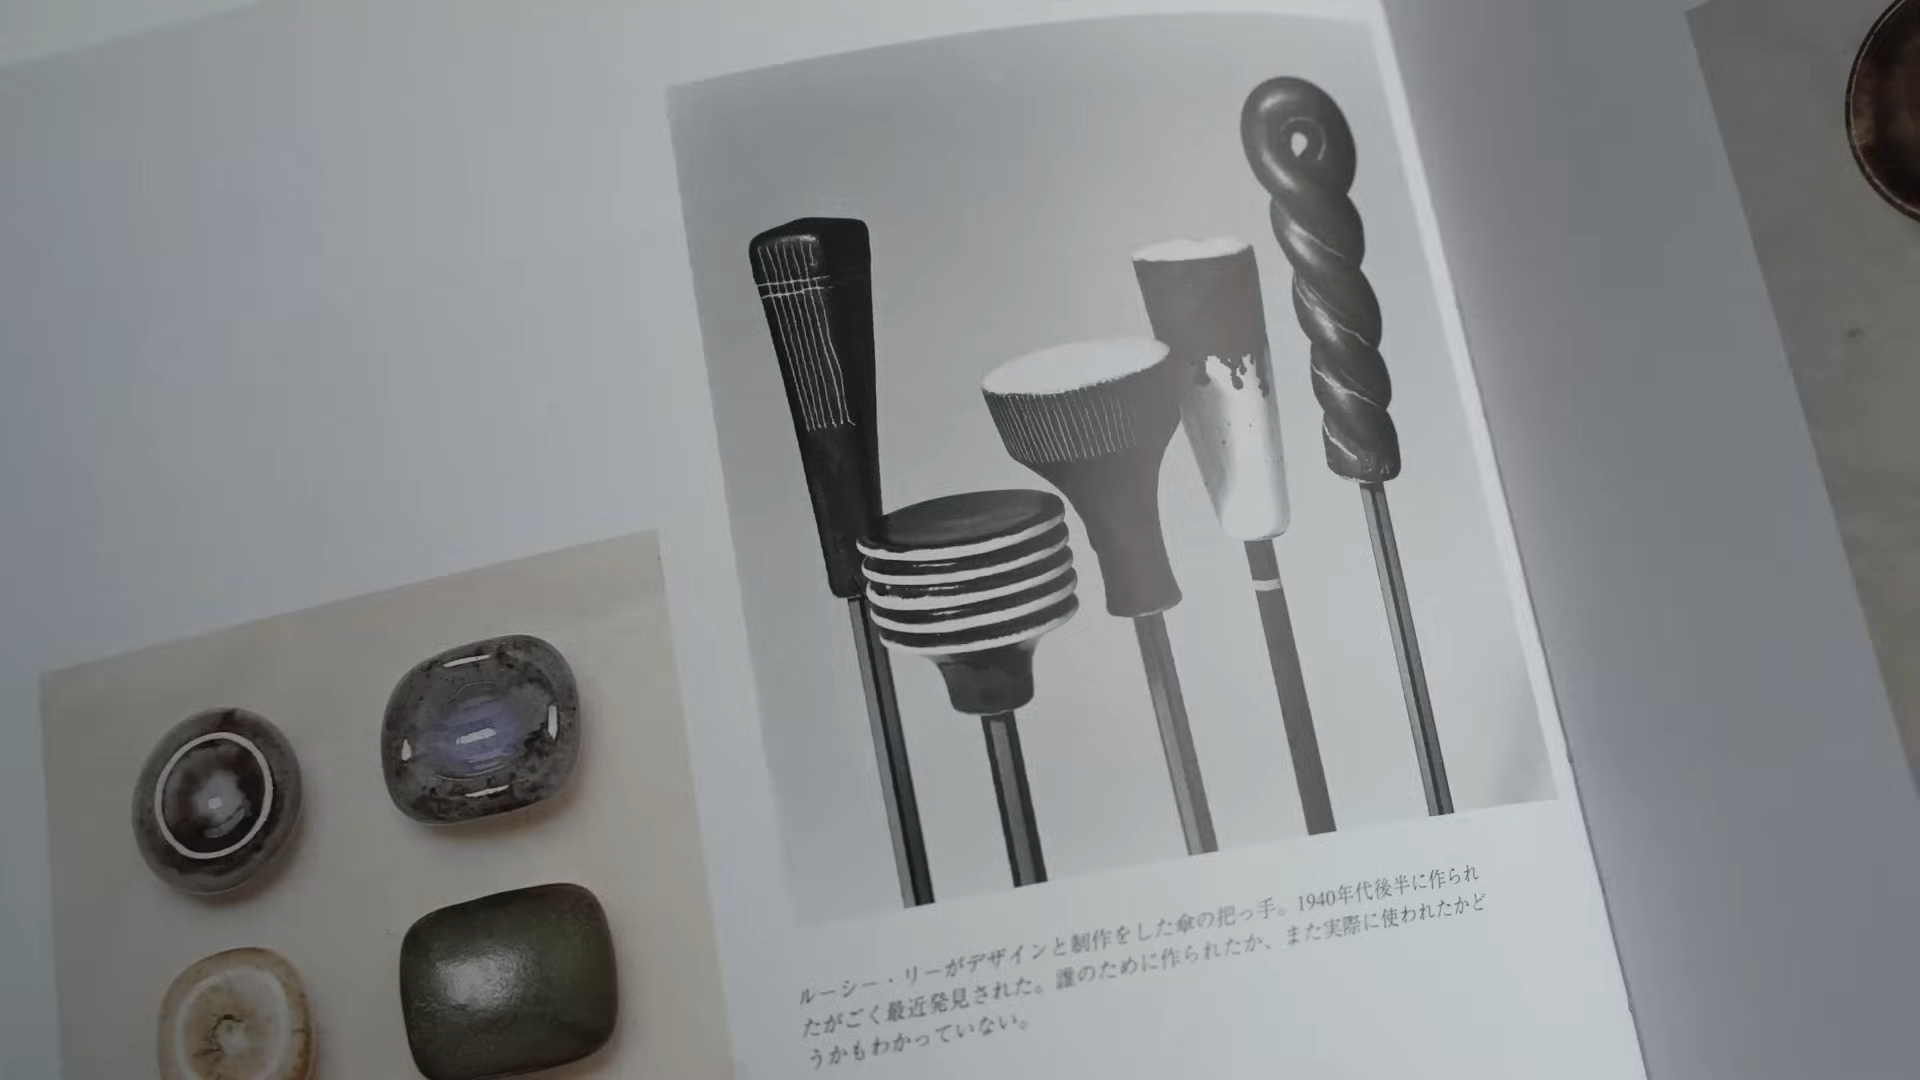 ルーシー・リーがデザインと制作をした傘の把っ手。1940年代後半に作られ
たがごく最近発見された。誰のために作られたか、また実際に使われたかど
うかもわかっていない。